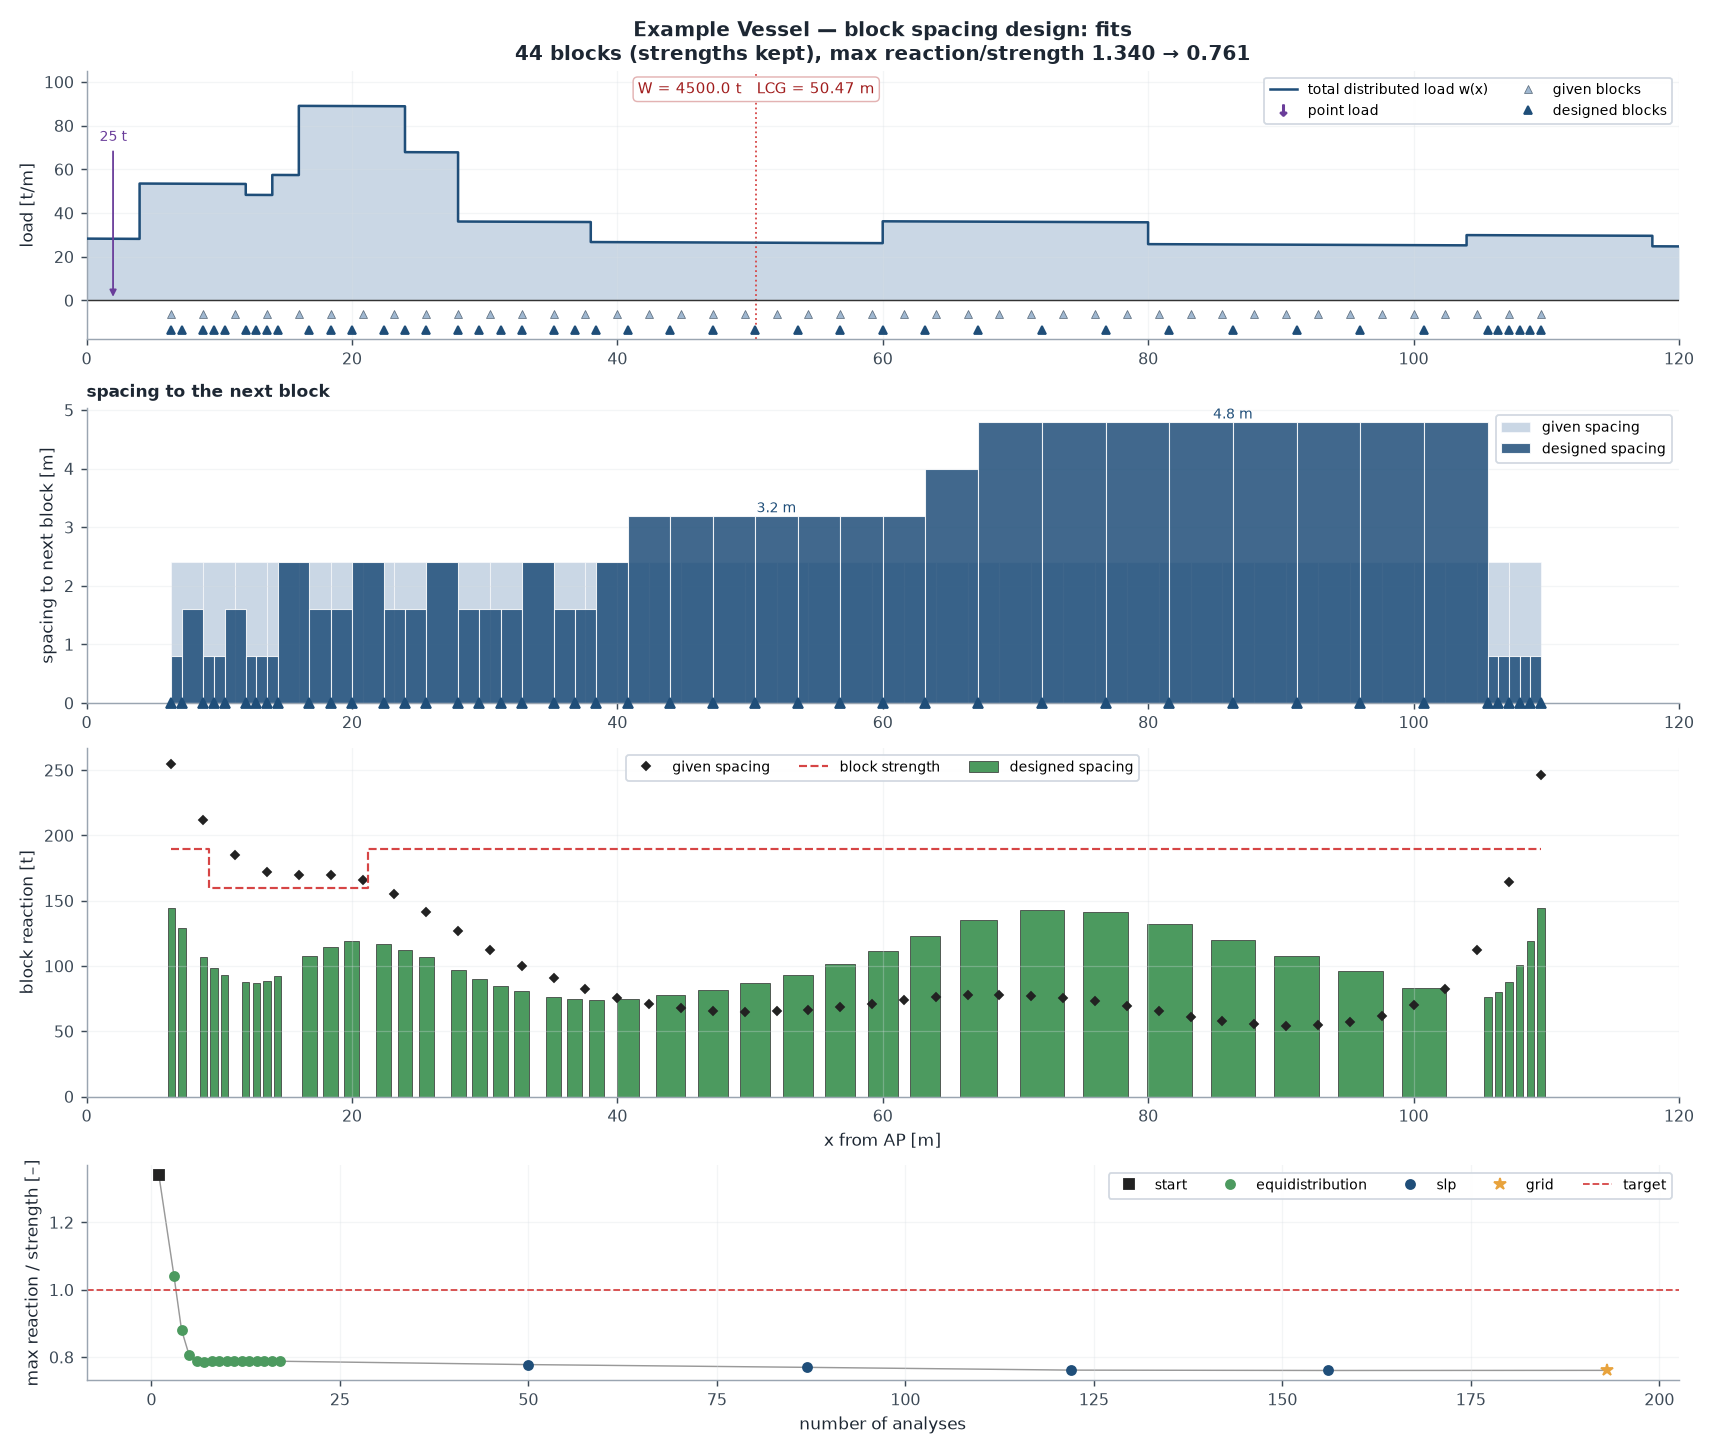 Example Vessel — block spacing design: fits
44 blocks (strengths kept), max reaction/strength 1.340 → 0.761
load [t/m]
100
80
60
40
20
0
25 t
W = 4500.0 t   LCG = 50.47 m
total distributed load w(x)
point load
given blocks
designed blocks
0 20 40 60 80 100 120
spacing to the next block
spacing to next block [m]
5
4
3
2
1
0
3.2 m
4.8 m
given spacing
designed spacing
0 20 40 60 80 100 120
block reaction [t]
250
200
150
100
50
0
given spacing
block strength
designed spacing
0 20 40 60 80 100 120
x from AP [m]
max reaction / strength [–]
1.2
1.0
0.8
start
equidistribution
slp
grid
target
0 25 50 75 100 125 150 175 200
number of analyses